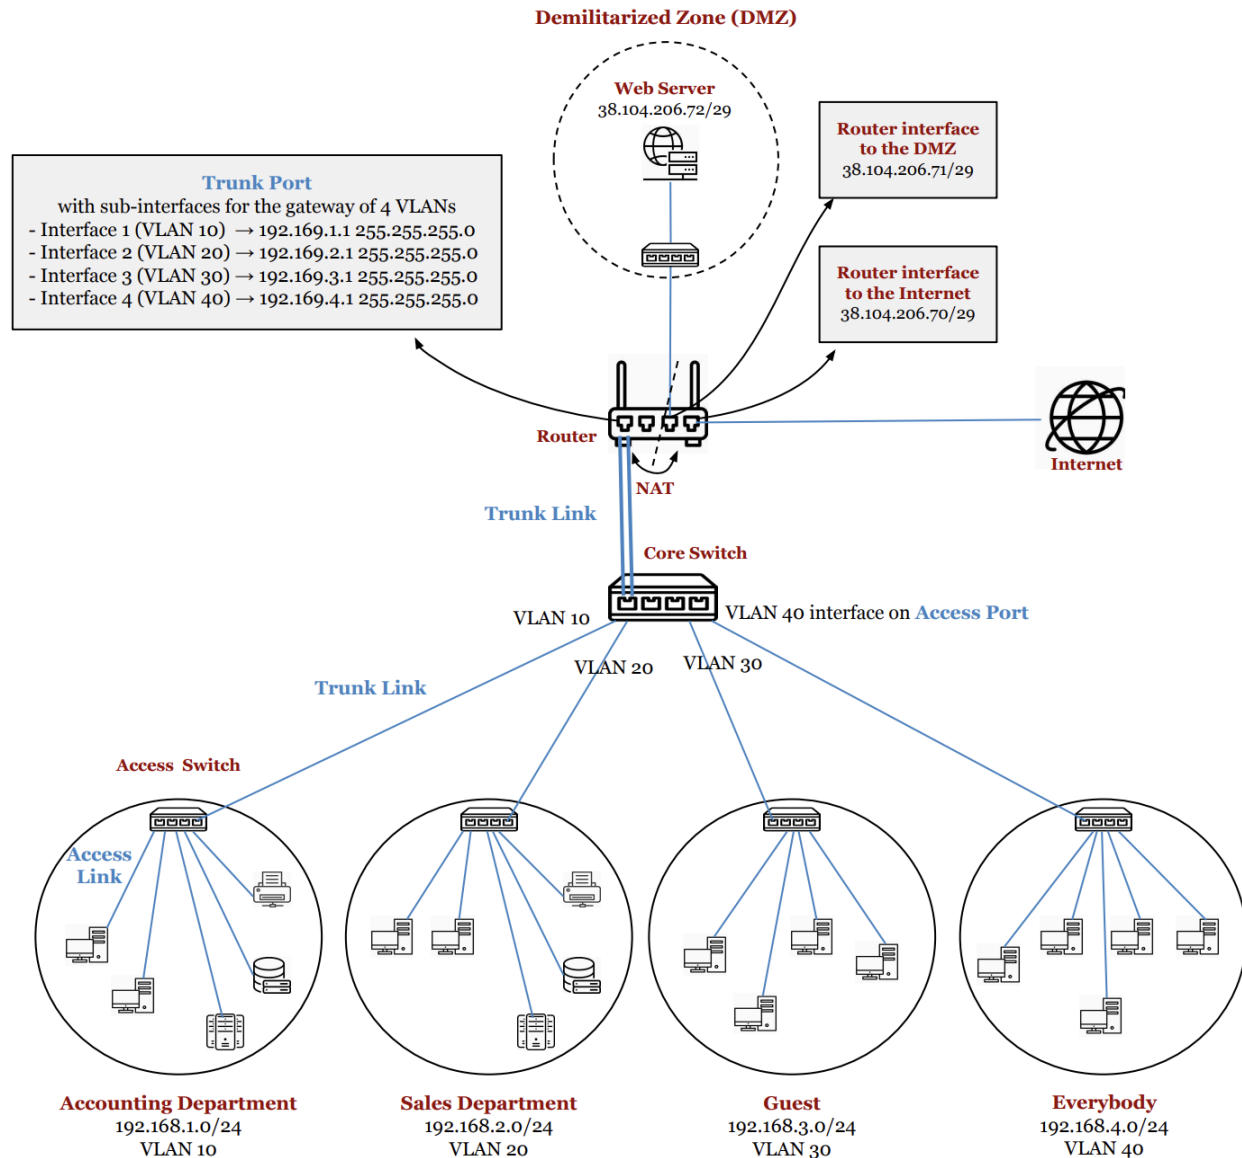 Demilitarized Zone (DMZ)
Web Server
38.104.206.72/29
Router interface
to the DMZ
38.104.206.71/29
Trunk Port
with sub-interfaces for the gateway of 4 VLANs
- Interface 1 (VLAN 10) → 192.169.1.1 255.255.255.0
- Interface 2 (VLAN 20) → 192.169.2.1 255.255.255.0
- Interface 3 (VLAN 30) → 192.169.3.1 255.255.255.0
- Interface 4 (VLAN 40) → 192.169.4.1 255.255.255.0
Router interface
to the Internet
38.104.206.70/29
Router
Internet
NAT
Trunk Link
Core Switch
VLAN 10
VLAN 40 interface on Access Port
VLAN 20
VLAN 30
Trunk Link
Access Switch
Access
Link
Accounting Department
192.168.1.0/24
VLAN 10
Sales Department
192.168.2.0/24
VLAN 20
Guest
192.168.3.0/24
VLAN 30
Everybody
192.168.4.0/24
VLAN 40